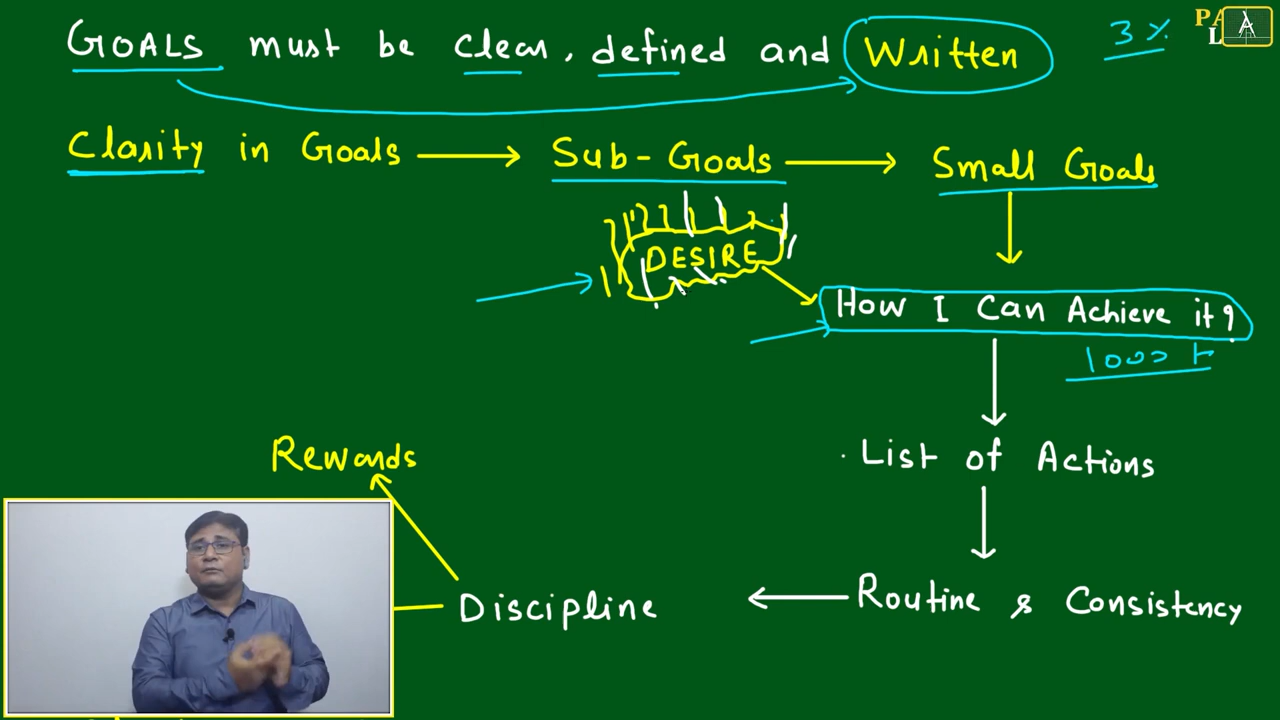 GOALS must be clear, defined and Written
3 %
Clarity in Goals → Sub-Goals → Small Goals
DESIRE
How I Can Achieve it?
1000 +
List of Actions
Rewards
Discipline ← Routine & Consistency